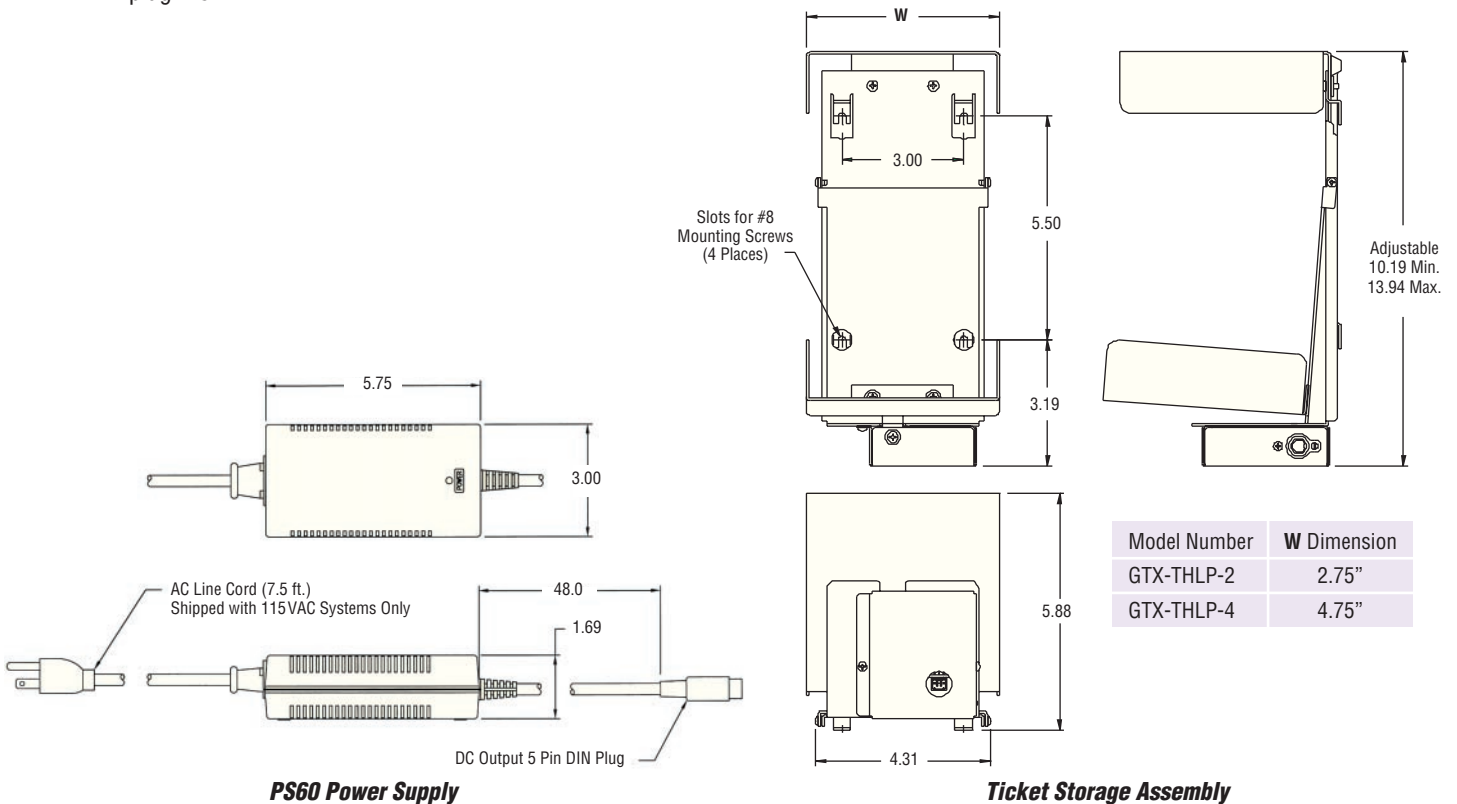 W
3.00
Slots for #8
Mounting Screws
(4 Places)
5.50
3.19
Adjustable
10.19 Min.
13.94 Max.
5.75
POWER
3.00
AC Line Cord (7.5 ft.)
Shipped with 115VAC Systems Only
48.0
1.69
DC Output 5 Pin DIN Plug
PS60 Power Supply
5.88
4.31
Ticket Storage Assembly
Model Number W Dimension
GTX-THLP-2 2.75”
GTX-THLP-4 4.75”